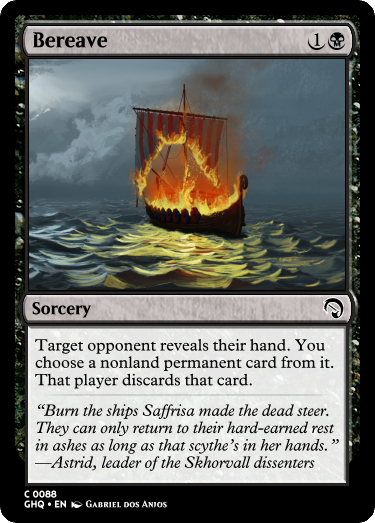 Bereave 1
Sorcery
Target opponent reveals their hand. You
choose a nonland permanent card from it.
That player discards that card.
“Burn the ships Saffrisa made the dead steer.
They can only return to their hard-earned rest
in ashes as long as that scythe's in her hands.”
—Astrid, leader of the Skhorvall dissenters
C 0088
GHQ • EN Gabriel dos Anjos